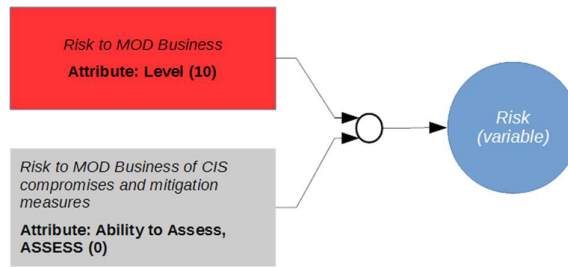 Risk to MOD Business
Attribute: Level (10)
Risk to MOD Business of CIS
compromises and mitigation
measures
Attribute: Ability to Assess,
ASSESS (0)
Risk
(variable)